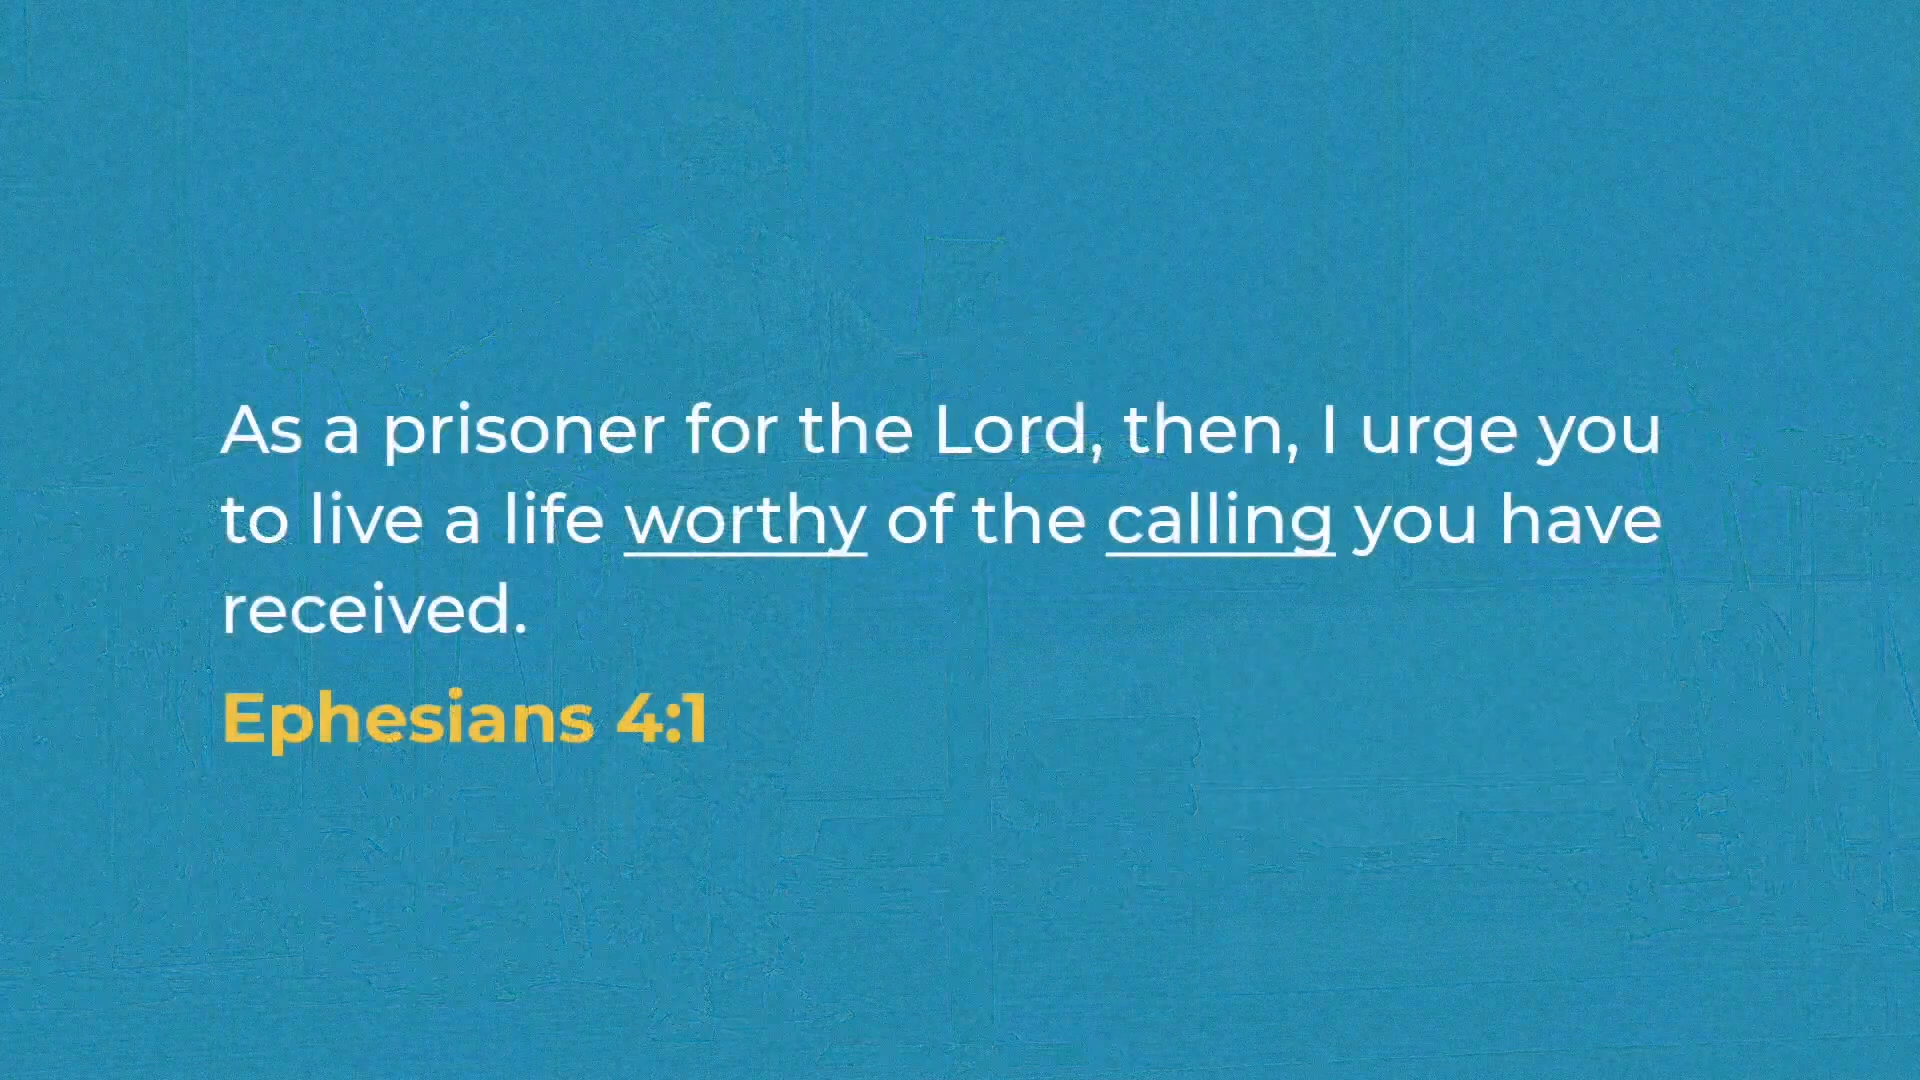 As a prisoner for the Lord, then, I urge you
to live a life worthy of the calling you have
received.
Ephesians 4:1